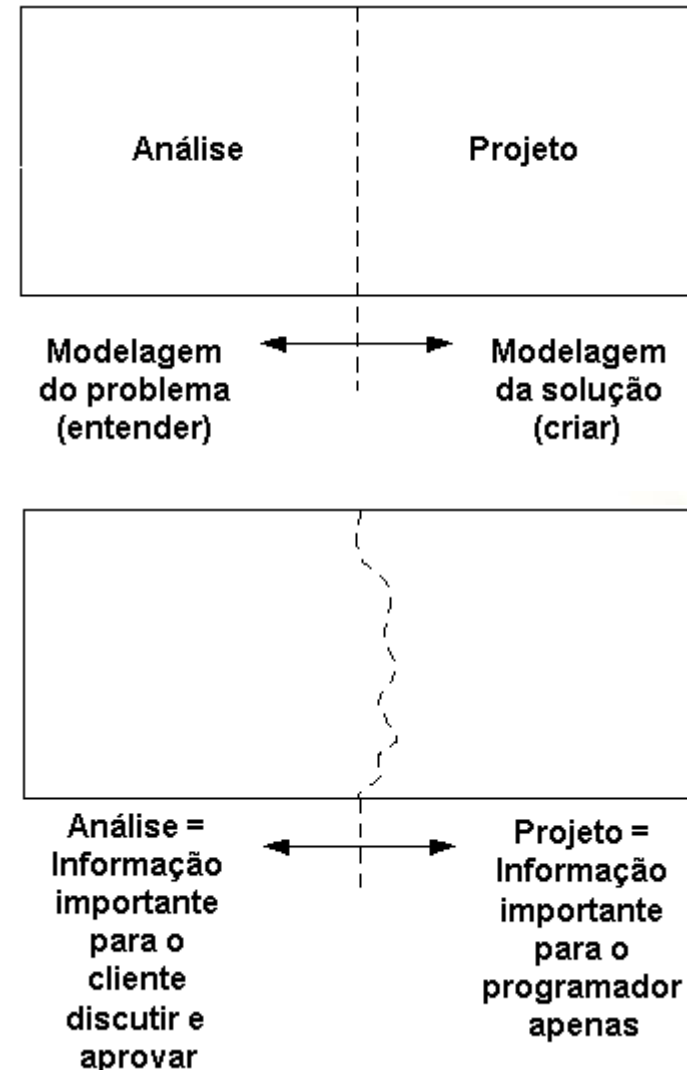 Análise
Projeto
Modelagem
do problema
(entender)
Modelagem
da solução
(criar)
Análise =
Informação
importante
para o
cliente
discutir e
aprovar
Projeto =
Informação
importante
para o
programador
apenas